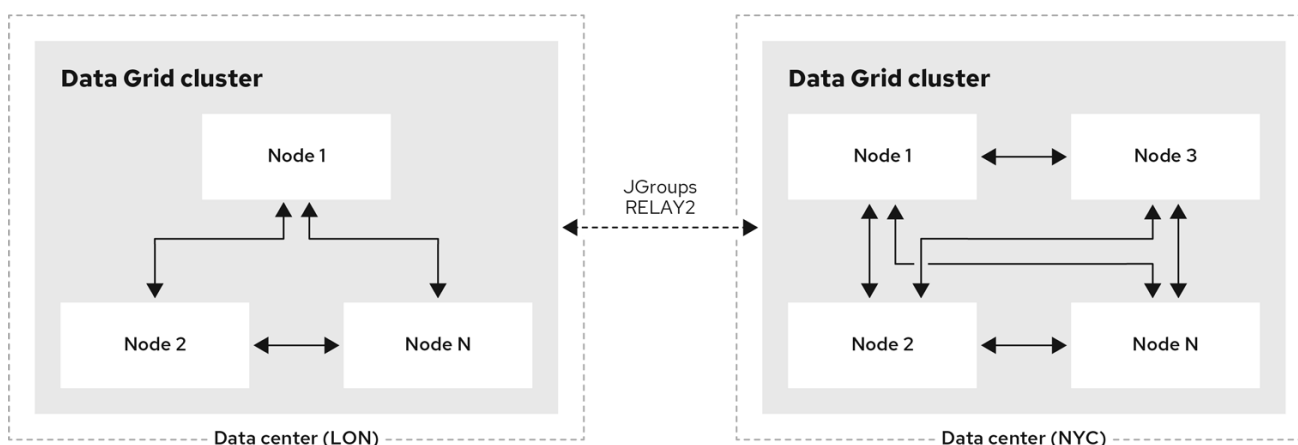 Data Grid cluster
Node 1
Node 2
Node N
Data center (LON)
JGroups
RELAY2
Data Grid cluster
Node 1
Node 3
Node 2
Node N
Data center (NYC)